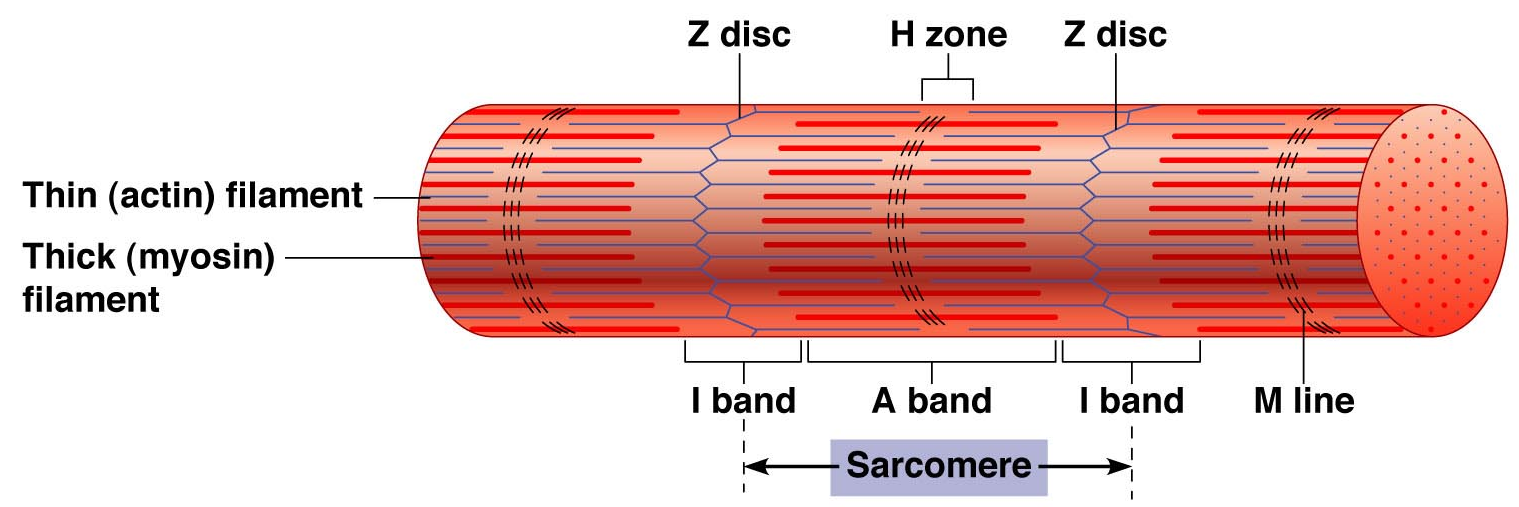 Z disc
H zone
Z disc
Thin (actin) filament
Thick (myosin)
filament
I band
A band
I band
M line
Sarcomere